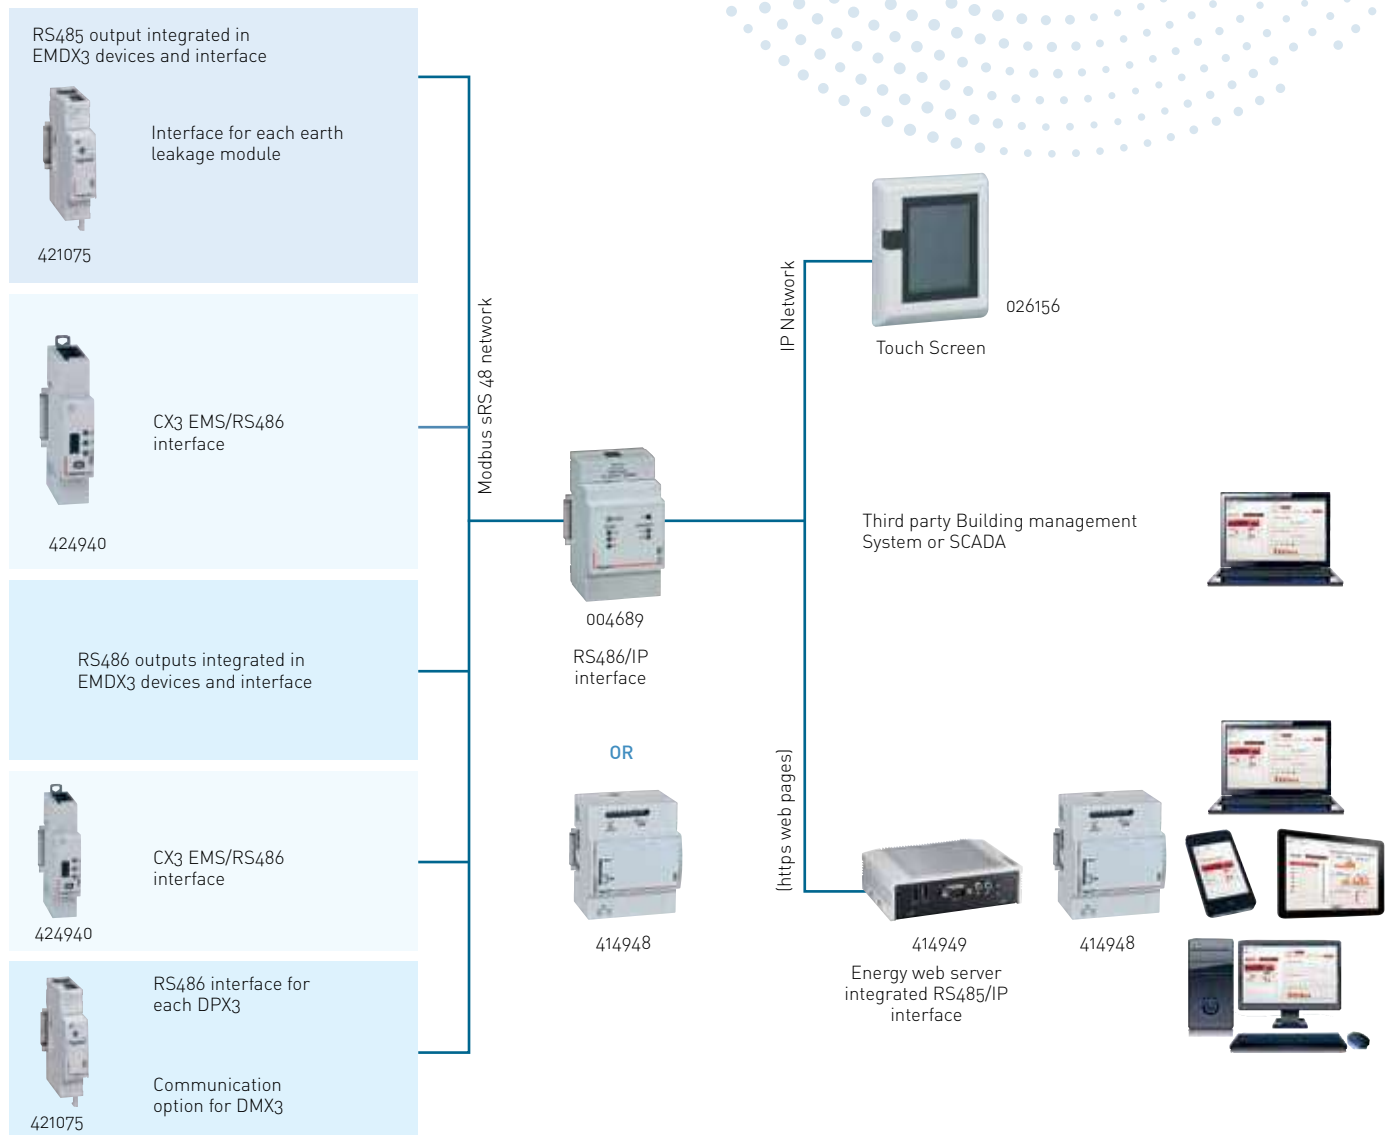 RS485 output integrated in
EMDX3 devices and interface
Interface for each earth
leakage module
421075
CX3 EMS/RS486
interface
424940
RS486 outputs integrated in
EMDX3 devices and interface
CX3 EMS/RS486
interface
424940
RS486 interface for
each DPX3
Communication
option for DMX3
421075
Modbus sRS 48 network
004689
RS486/IP
interface
OR
414948
IP Network
026156
Touch Screen
Third party Building management
System or SCADA
(https web pages)
414949
Energy web server
integrated RS485/IP
interface
414948